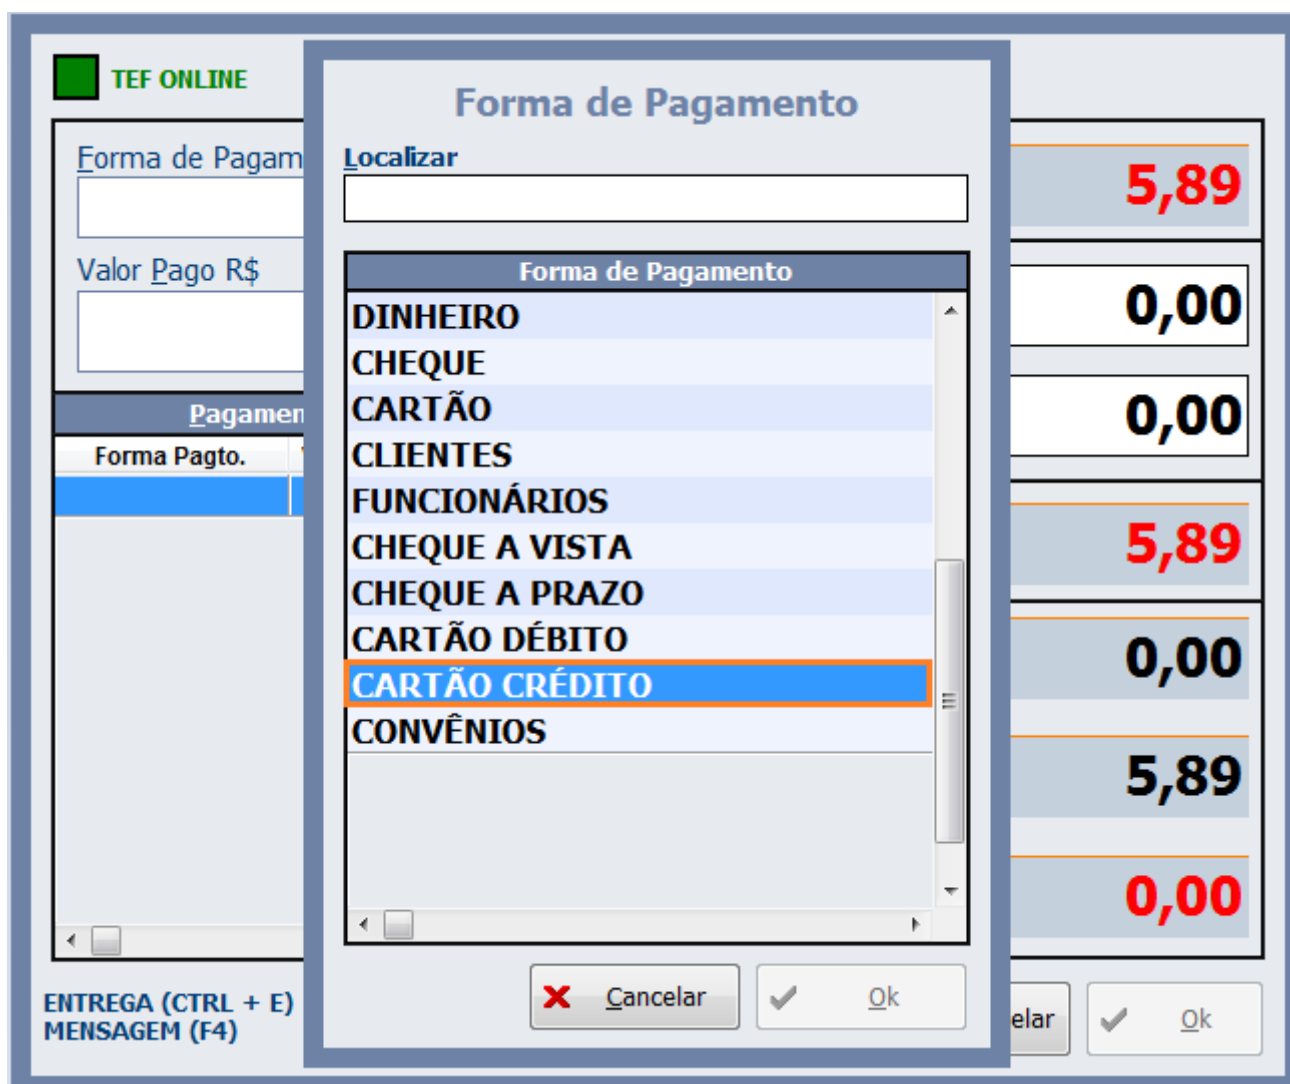 TEF ONLINE
Forma de Pagam
Valor Pago R$
Pagamen
Forma Pagto.
ENTREGA (CTRL + E)
MENSAGEM (F4)
Forma de Pagamento
Localizar
Forma de Pagamento
DINHEIRO
CHEQUE
CARTÃO
CLIENTES
FUNCIONÁRIOS
CHEQUE A VISTA
CHEQUE A PRAZO
CARTÃO DÉBITO
CARTÃO CRÉDITO
CONVÊNIOS
Cancelar
Ok
5,89
0,00
0,00
5,89
0,00
5,89
0,00
elar
Ok